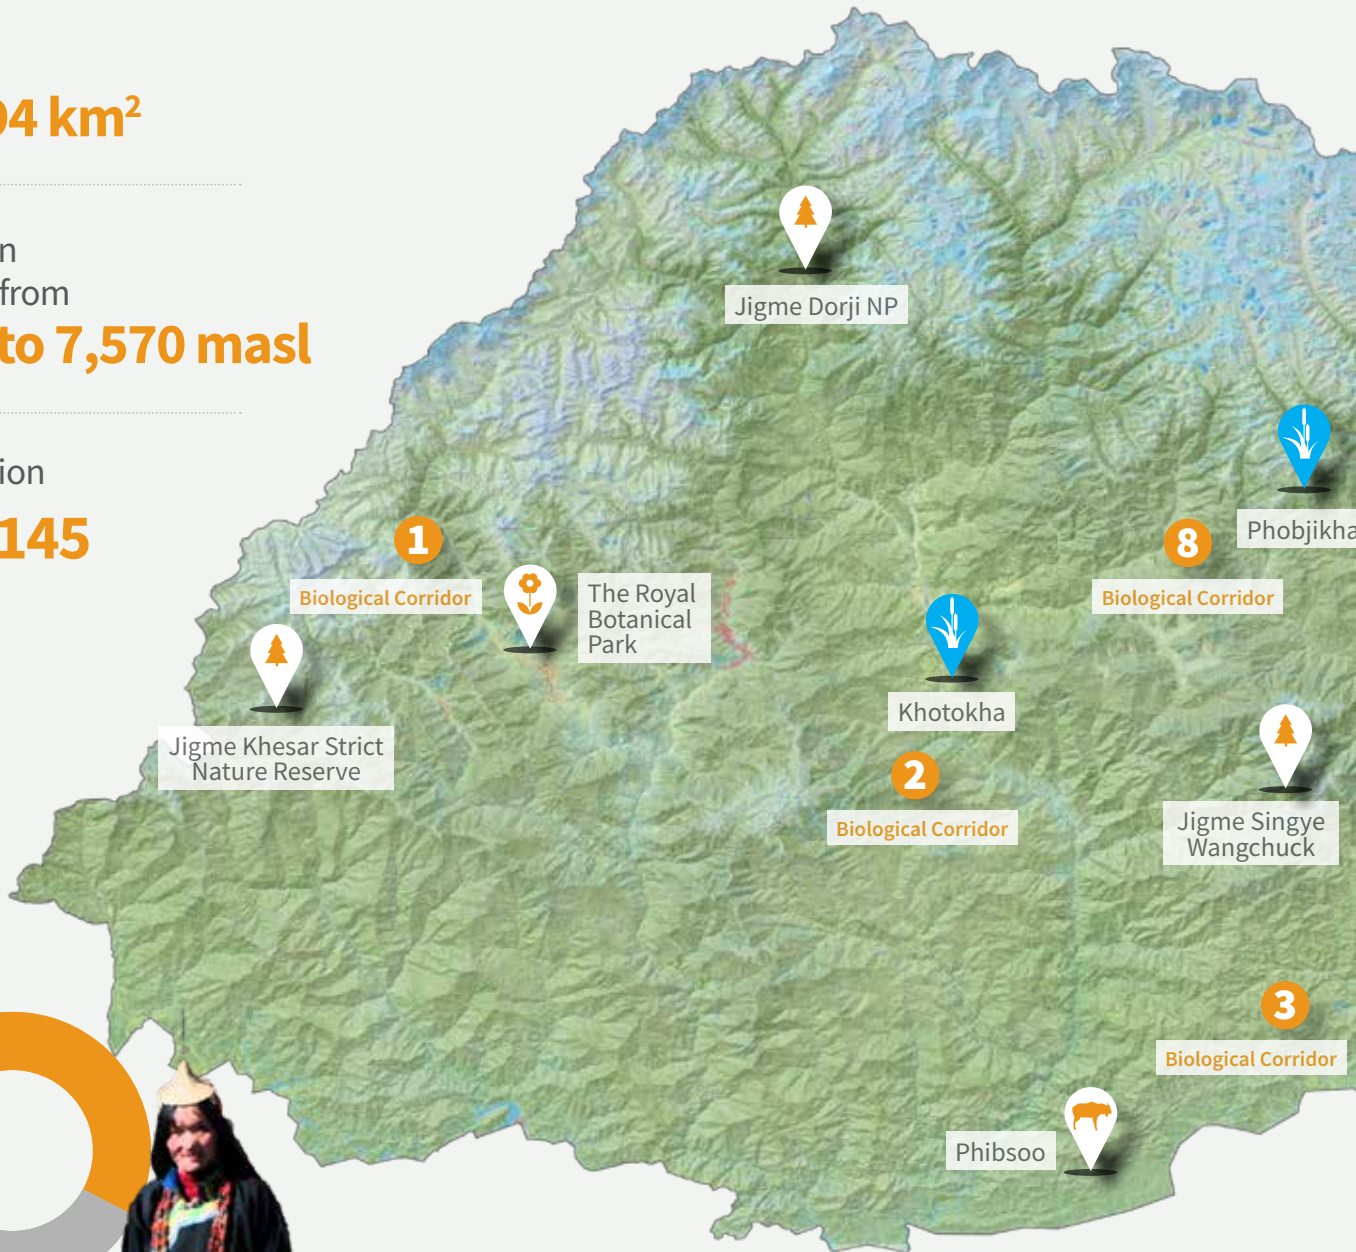 04 km²
n
from
to 7,570 masl
ion
145
Jigme Dorji NP
Phobjikha
1
Biological Corridor
8
Biological Corridor
The Royal
Botanical
Park
Khotokha
Jigme Khesar Strict
Nature Reserve
2
Biological Corridor
Jigme Singye
Wangchuck
3
Biological Corridor
Phibsoo